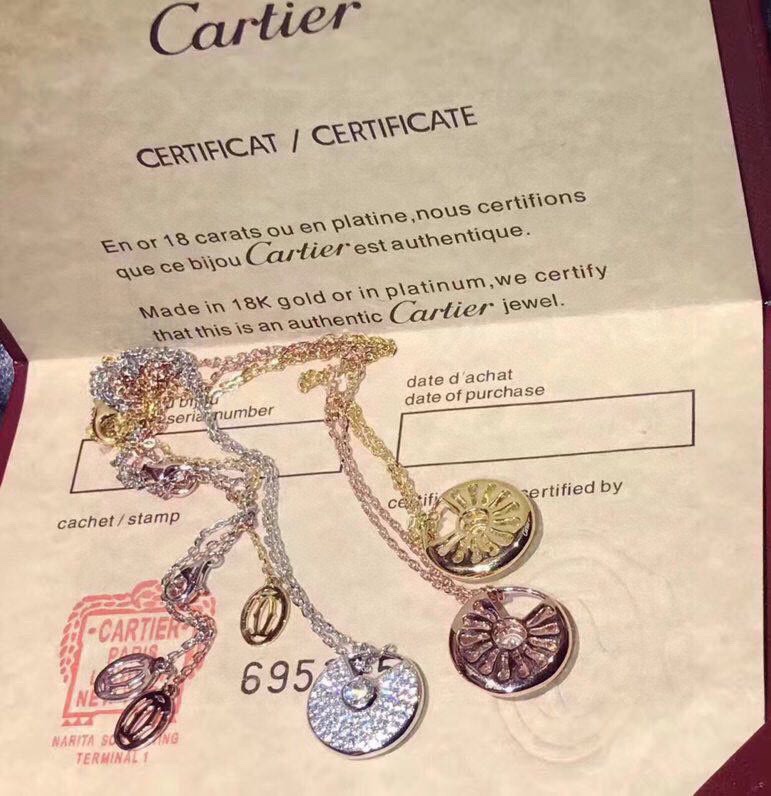 Cartier
CERTIFICAT / CERTIFICATE
En or 18 carats ou en platine,nous certifions
que ce bijou Cartier est authentique.
Made in 18K gold or in platinum,we certify
that this is an authentic Cartier jewel.
serial number
date d'achat
date of purchase
certified by
cachet / stamp
CARTIER
PARIS
NARITA
TERMINAL 1